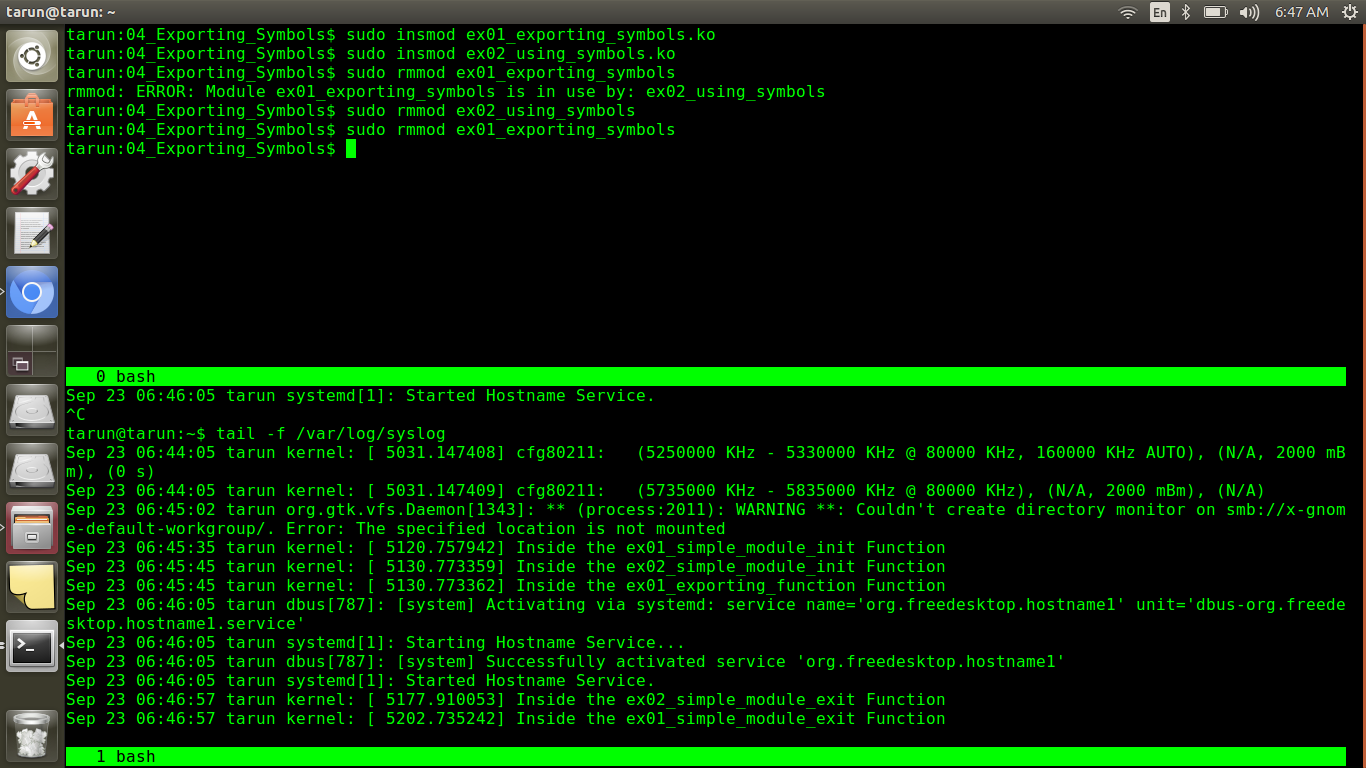 tarun@tarun: ~
En
6:47 AM
tarun:04_Exporting_Symbols$ sudo insmod ex01_exporting_symbols.ko
tarun:04_Exporting_Symbols$ sudo insmod ex02_using_symbols.ko
tarun:04_Exporting_Symbols$ sudo rmmod ex01_exporting_symbols
rmmod: ERROR: Module ex01_exporting_symbols is in use by: ex02_using_symbols
tarun:04_Exporting_Symbols$ sudo rmmod ex02_using_symbols
tarun:04_Exporting_Symbols$ sudo rmmod ex01_exporting_symbols
tarun:04_Exporting_Symbols$
0 bash
Sep 23 06:46:05 tarun systemd[1]: Started Hostname Service.
^C
tarun@tarun:~$ tail -f /var/log/syslog
Sep 23 06:44:05 tarun kernel: [ 5031.147408] cfg80211:   (5250000 KHz - 5330000 KHz @ 80000 KHz, 160000 KHz AUTO), (N/A, 2000 mB
m), (0 s)
Sep 23 06:44:05 tarun kernel: [ 5031.147409] cfg80211:   (5735000 KHz - 5835000 KHz @ 80000 KHz), (N/A, 2000 mBm), (N/A)
Sep 23 06:45:02 tarun org.gtk.vfs.Daemon[1343]: ** (process:2011): WARNING **: Couldn't create directory monitor on smb://x-gnom
e-default-workgroup/. Error: The specified location is not mounted
Sep 23 06:45:35 tarun kernel: [ 5120.757942] Inside the ex01_simple_module_init Function
Sep 23 06:45:45 tarun kernel: [ 5130.773359] Inside the ex02_simple_module_init Function
Sep 23 06:45:45 tarun kernel: [ 5130.773362] Inside the ex01_exporting_function Function
Sep 23 06:46:05 tarun dbus[787]: [system] Activating via systemd: service name='org.freedesktop.hostname1' unit='dbus-org.freede
sktop.hostname1.service'
Sep 23 06:46:05 tarun systemd[1]: Starting Hostname Service...
Sep 23 06:46:05 tarun dbus[787]: [system] Successfully activated service 'org.freedesktop.hostname1'
Sep 23 06:46:05 tarun systemd[1]: Started Hostname Service.
Sep 23 06:46:57 tarun kernel: [ 5177.910053] Inside the ex02_simple_module_exit Function
Sep 23 06:46:57 tarun kernel: [ 5202.735242] Inside the ex01_simple_module_exit Function
1 bash